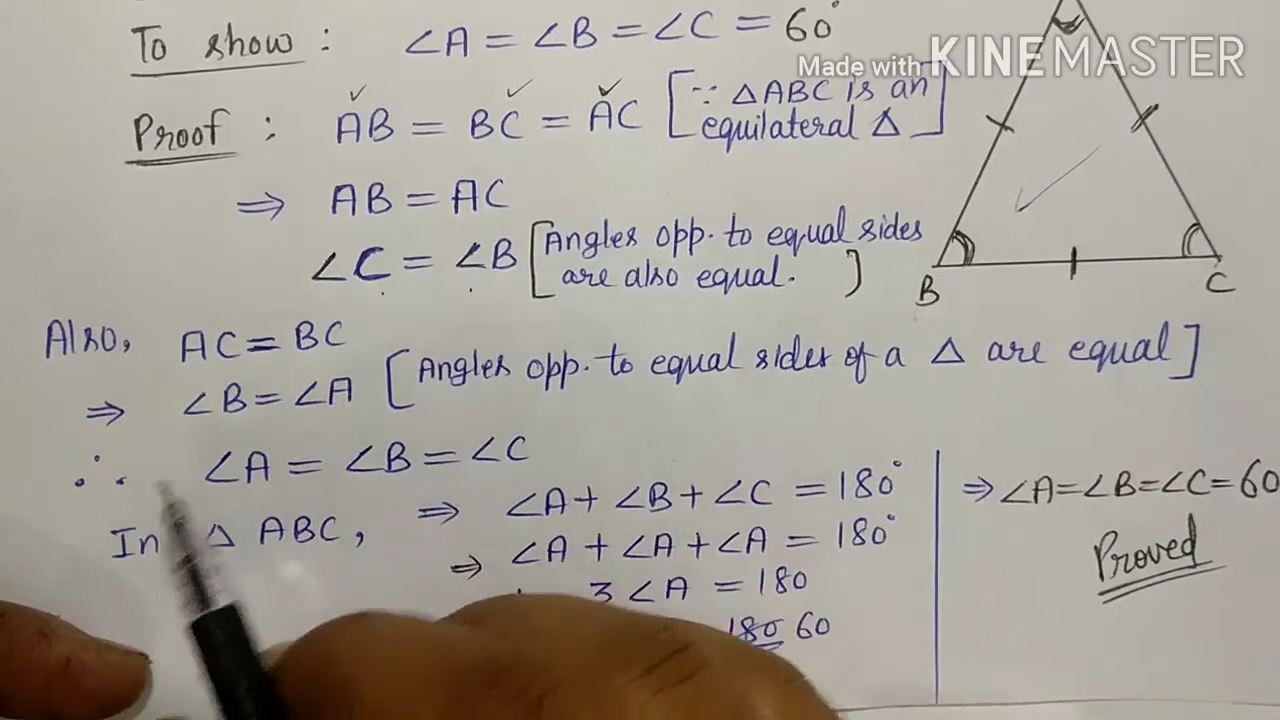 To show : ∠A = ∠B = ∠C = 60°
Made with KINEMASTER
Proof : AB = BC = AC [∵ △ABC is an
equilateral △ ]
⇒ AB = AC
∠C = ∠B [Angles opp. to equal sides
are also equal. ]
B C
Also, AC = BC
⇒ ∠B = ∠A [Angles opp. to equal sides of a △ are equal]
∴ ∠A = ∠B = ∠C
In △ ABC, ⇒ ∠A + ∠B + ∠C = 180°
⇒ ∠A + ∠A + ∠A = 180°
3 ∠A = 180
180 60
⇒ ∠A = ∠B = ∠C = 60
Proved